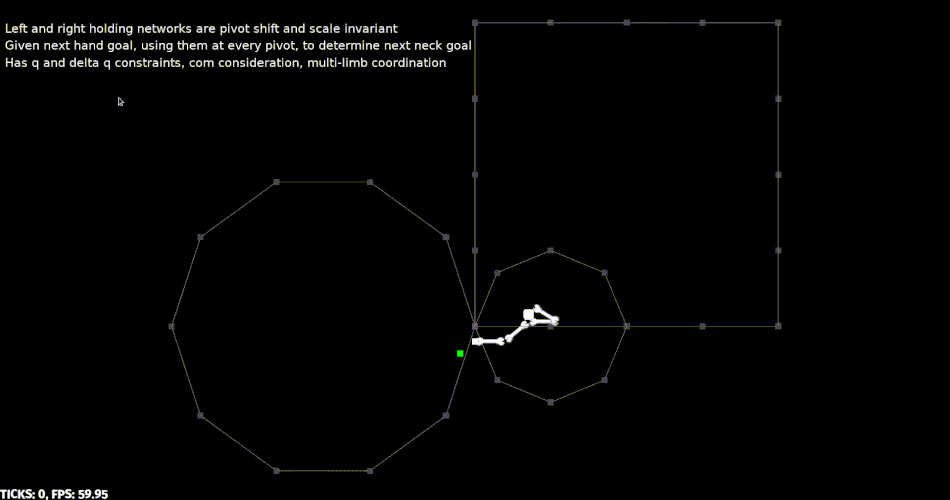 Left and right holding networks are pivot shift and scale invariant
Given next hand goal, using them at every pivot, to determine next neck goal
Has q and delta q constraints, com consideration, multi-limb coordination
TICKS: 0, FPS: 59.95